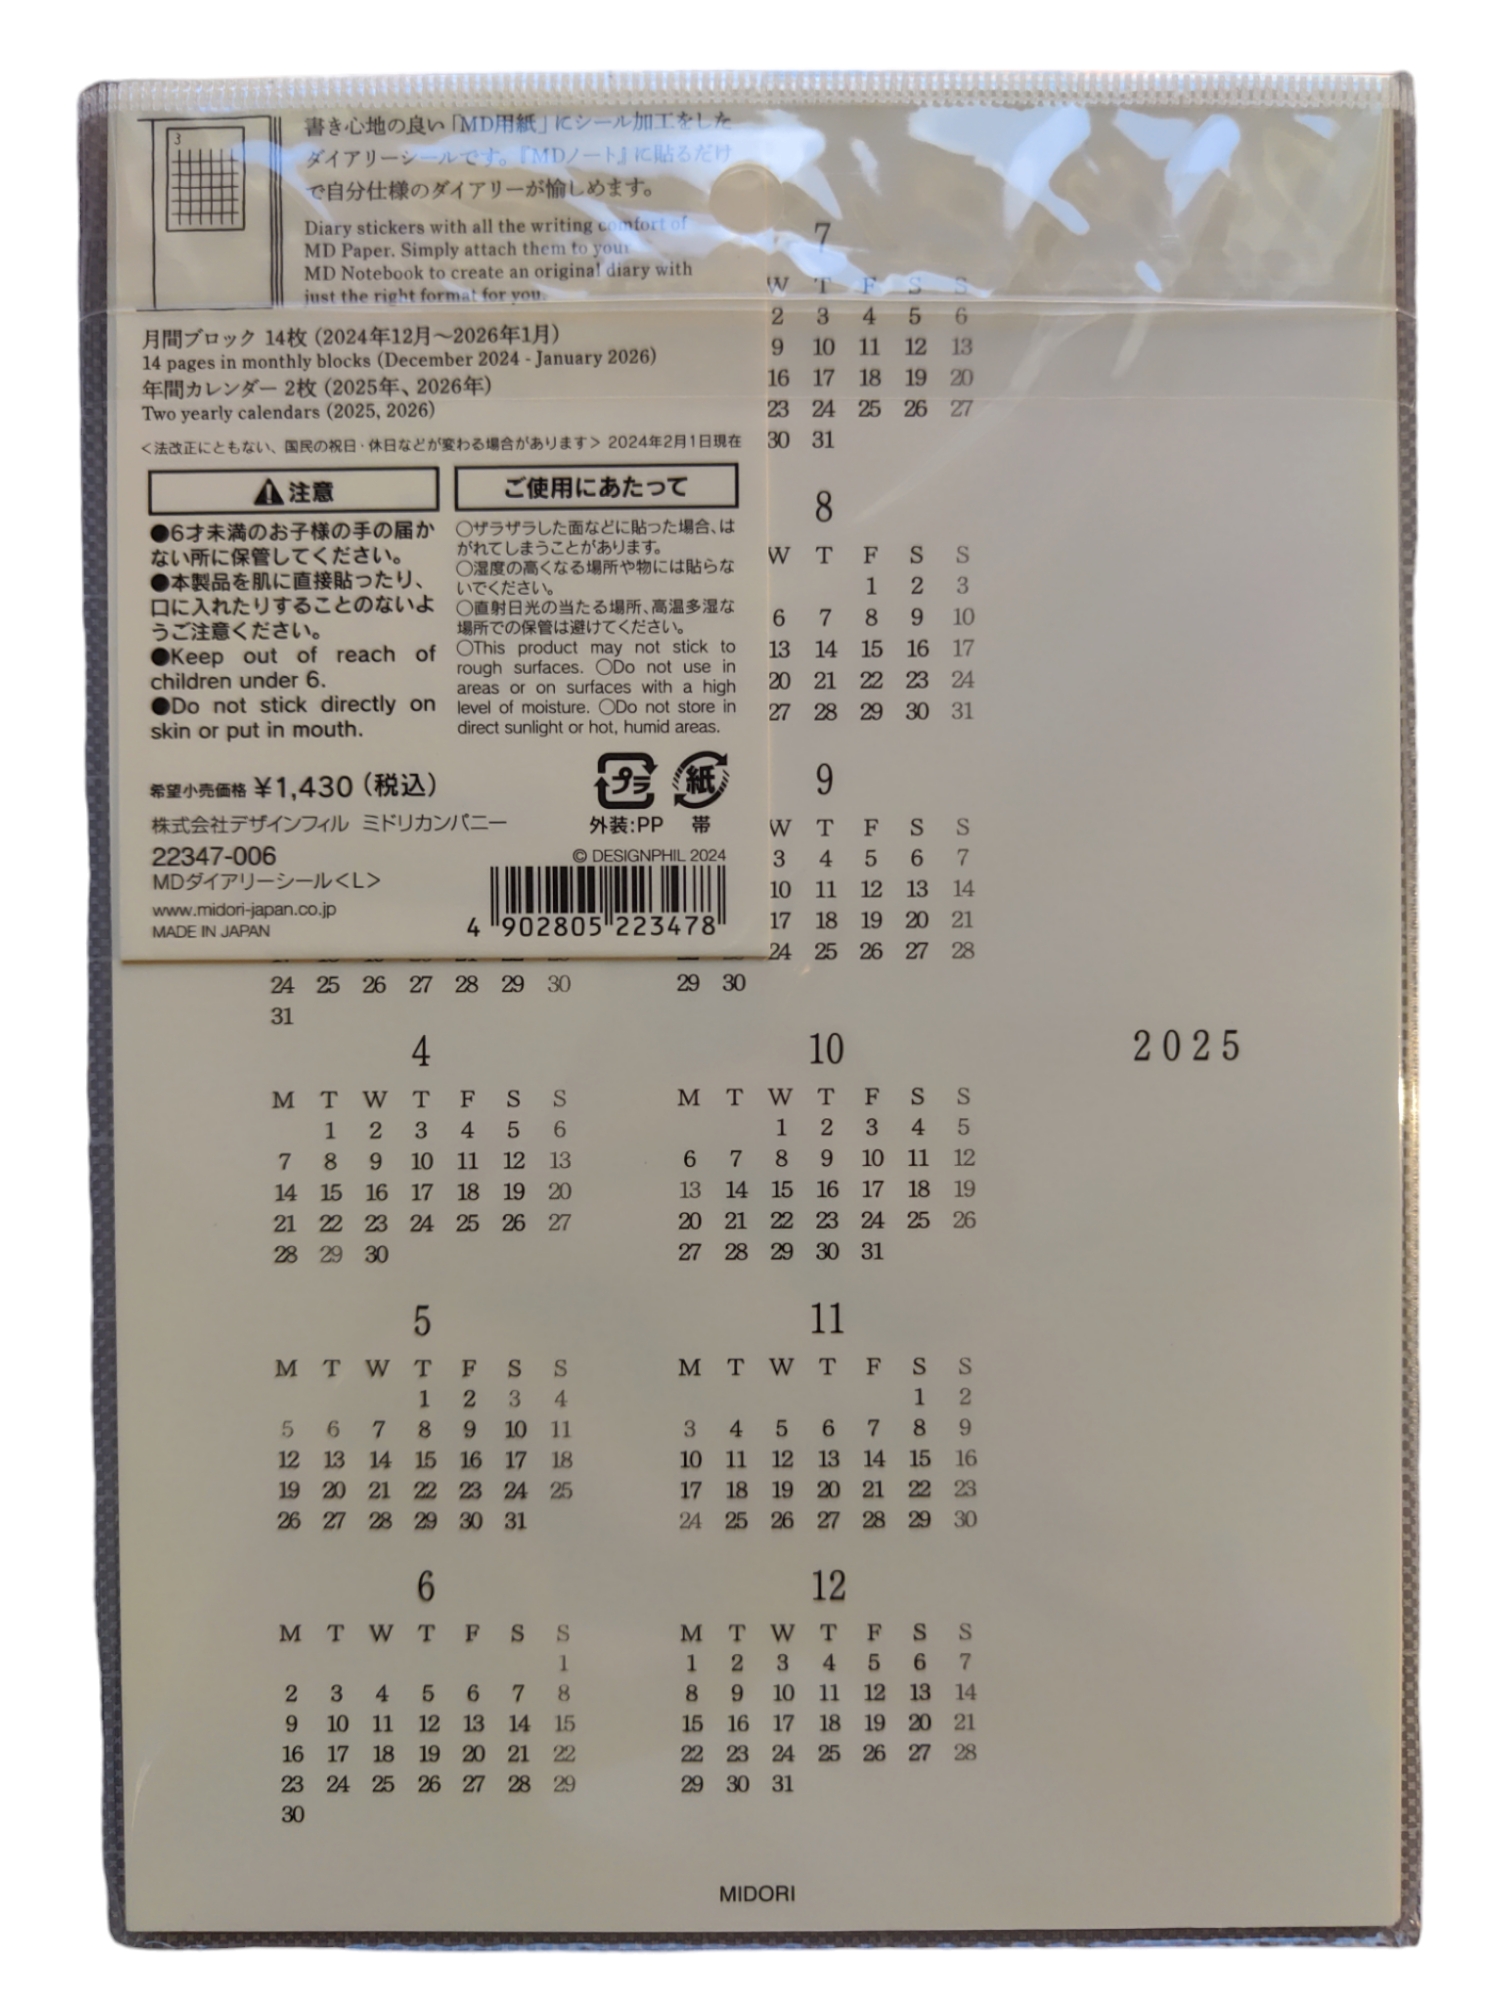 3
書き心地の良い「MD用紙」にシール加工をした
ダイアリーシールです。『MDノート』に貼るだけ
で自分仕様のダイアリーが愉しめます。
Diary stickers with all the writing comfort of
MD Paper. Simply attach them to your
MD Notebook to create an original diary with
just the right format for you.
月間ブロック 14枚（2024年12月〜2026年1月）
14 pages in monthly blocks (December 2024 - January 2026)
年間カレンダー 2枚（2025年、2026年）
Two yearly calendars (2025, 2026)
＜法改正にともない、国民の祝日・休日などが変わる場合があります＞ 2024年2月1日現在
注意
●6才未満のお子様の手の届か
ない所に保管してください。
●本製品を肌に直接貼ったり、
口に入れたりすることのないよ
うご注意ください。
●Keep out of reach of
children under 6.
●Do not stick directly on
skin or put in mouth.
ご使用にあたって
○ザラザラした面などに貼った場合、は
がれてしまうことがあります。
○湿度の高くなる場所や物には貼らな
いでください。
○直射日光の当たる場所、高温多湿な
場所での保管は避けてください。
○This product may not stick to
rough surfaces. ○Do not use in
areas or on surfaces with a high
level of moisture. ○Do not store in
direct sunlight or hot, humid areas.
希望小売価格 ¥1,430（税込）
株式会社デザインフィル ミドリカンパニー
22347-006
MDダイアリーシール＜L＞
www.midori-japan.co.jp
MADE IN JAPAN
プラ 紙
外装:PP 帯
© DESIGNPHIL 2024
4 902805 223478
7
W T F S S
2 3 4 5 6
9 10 11 12 13
16 17 18 19 20
23 24 25 26 27
30 31
8
W T F S S
1 2 3
6 7 8 9 10
13 14 15 16 17
20 21 22 23 24
27 28 29 30 31
9
W T F S S
3 4 5 6 7
10 11 12 13 14
17 18 19 20 21
24 25 26 27 28
29 30
24 25 26 27 28 29 30
31
4
M T W T F S S
1 2 3 4 5 6
7 8 9 10 11 12 13
14 15 16 17 18 19 20
21 22 23 24 25 26 27
28 29 30
5
M T W T F S S
1 2 3 4
5 6 7 8 9 10 11
12 13 14 15 16 17 18
19 20 21 22 23 24 25
26 27 28 29 30 31
6
M T W T F S S
1
2 3 4 5 6 7 8
9 10 11 12 13 14 15
16 17 18 19 20 21 22
23 24 25 26 27 28 29
30
10
M T W T F S S
1 2 3 4 5
6 7 8 9 10 11 12
13 14 15 16 17 18 19
20 21 22 23 24 25 26
27 28 29 30 31
11
M T W T F S S
1 2
3 4 5 6 7 8 9
10 11 12 13 14 15 16
17 18 19 20 21 22 23
24 25 26 27 28 29 30
12
M T W T F S S
1 2 3 4 5 6 7
8 9 10 11 12 13 14
15 16 17 18 19 20 21
22 23 24 25 26 27 28
29 30 31
2025
MIDORI